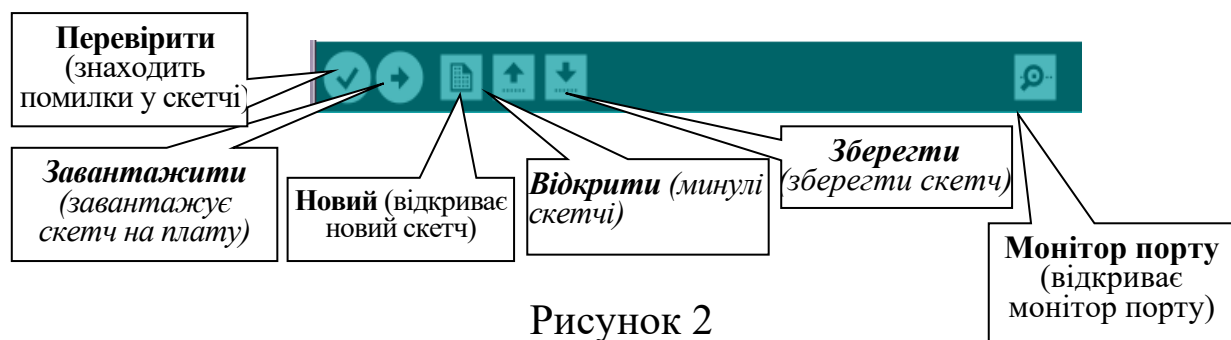 Перевірити
(знаходить
помилки у скетчі)
Завантажити
(завантажує
скетч на плату)
Новий (відкриває
новий скетч)
Відкрити (минулі
скетчі)
Зберегти
(зберегти скетч)
Монітор порту
(відкриває
монітор порту)
Рисунок 2